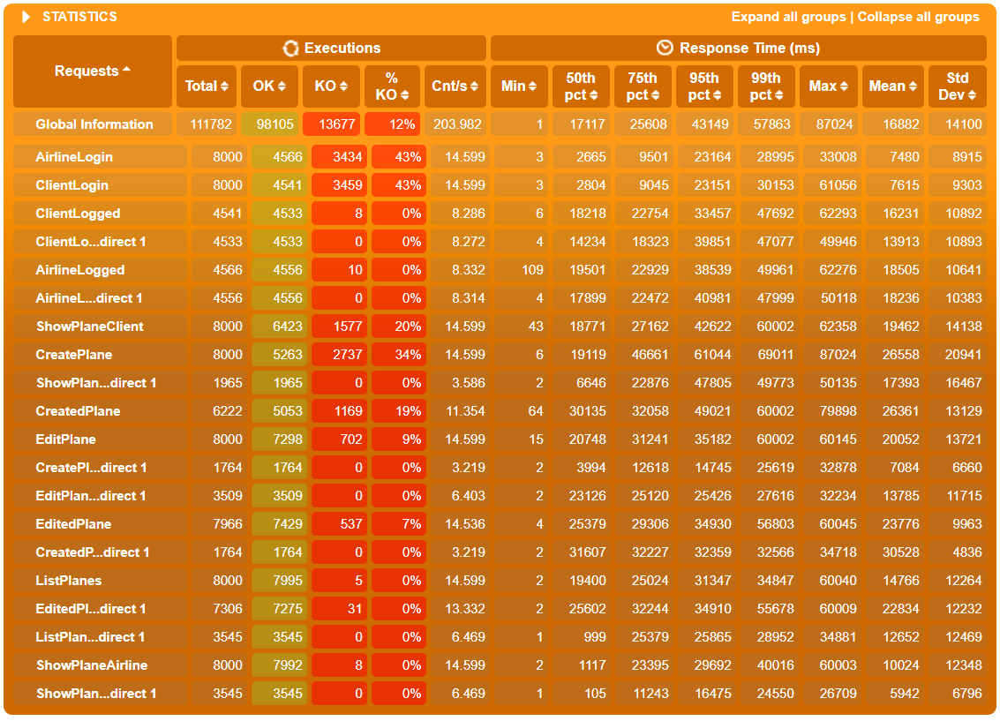 STATISTICS Expand all groups | Collapse all groups
Executions Response Time (ms)
Requests Total OK KO % KO Cnt/s Min 50th pct 75th pct 95th pct 99th pct Max Mean Std Dev
Global Information 111782 98105 13677 12% 203.982 1 17117 25608 43149 57863 87024 16882 14100
AirlineLogin 8000 4566 3434 43% 14.599 3 2665 9501 23164 28995 33008 7480 8915
ClientLogin 8000 4541 3459 43% 14.599 3 2804 9045 23151 30153 61056 7615 9303
ClientLogged 4541 4533 8 0% 8.286 6 18218 22754 33457 47692 62293 16231 10892
ClientLo...direct 1 4533 4533 0 0% 8.272 4 14234 18323 39851 47077 49946 13913 10893
AirlineLogged 4566 4556 10 0% 8.332 109 19501 22929 38539 49961 62276 18505 10641
AirlineL...direct 1 4556 4556 0 0% 8.314 4 17899 22472 40981 47999 50118 18236 10383
ShowPlaneClient 8000 6423 1577 20% 14.599 43 18771 27162 42622 60002 62358 19462 14138
CreatePlane 8000 5263 2737 34% 14.599 6 19119 46661 61044 69011 87024 26558 20941
ShowPlan...direct 1 1965 1965 0 0% 3.586 2 6646 22876 47805 49773 50135 17393 16467
CreatedPlane 6222 5053 1169 19% 11.354 64 30135 32058 49021 60002 79898 26361 13129
EditPlane 8000 7298 702 9% 14.599 15 20748 31241 35182 60002 60145 20052 13721
CreatePl...direct 1 1764 1764 0 0% 3.219 2 3994 12618 14745 25619 32878 7084 6660
EditPlan...direct 1 3509 3509 0 0% 6.403 2 23126 25120 25426 27616 32234 13785 11715
EditedPlane 7966 7429 537 7% 14.536 4 25379 29306 34930 56803 60045 23776 9963
CreatedP...direct 1 1764 1764 0 0% 3.219 2 31607 32227 32359 32566 34718 30528 4836
ListPlanes 8000 7995 5 0% 14.599 2 19400 25024 31347 34847 60040 14766 12264
EditedPl...direct 1 7306 7275 31 0% 13.332 2 25602 32244 34910 55678 60009 22834 12232
ListPlan...direct 1 3545 3545 0 0% 6.469 1 999 25379 25865 28952 34881 12652 12469
ShowPlaneAirline 8000 7992 8 0% 14.599 2 1117 23395 29692 40016 60003 10024 12348
ShowPlan...direct 1 3545 3545 0 0% 6.469 1 105 11243 16475 24550 26709 5942 6796